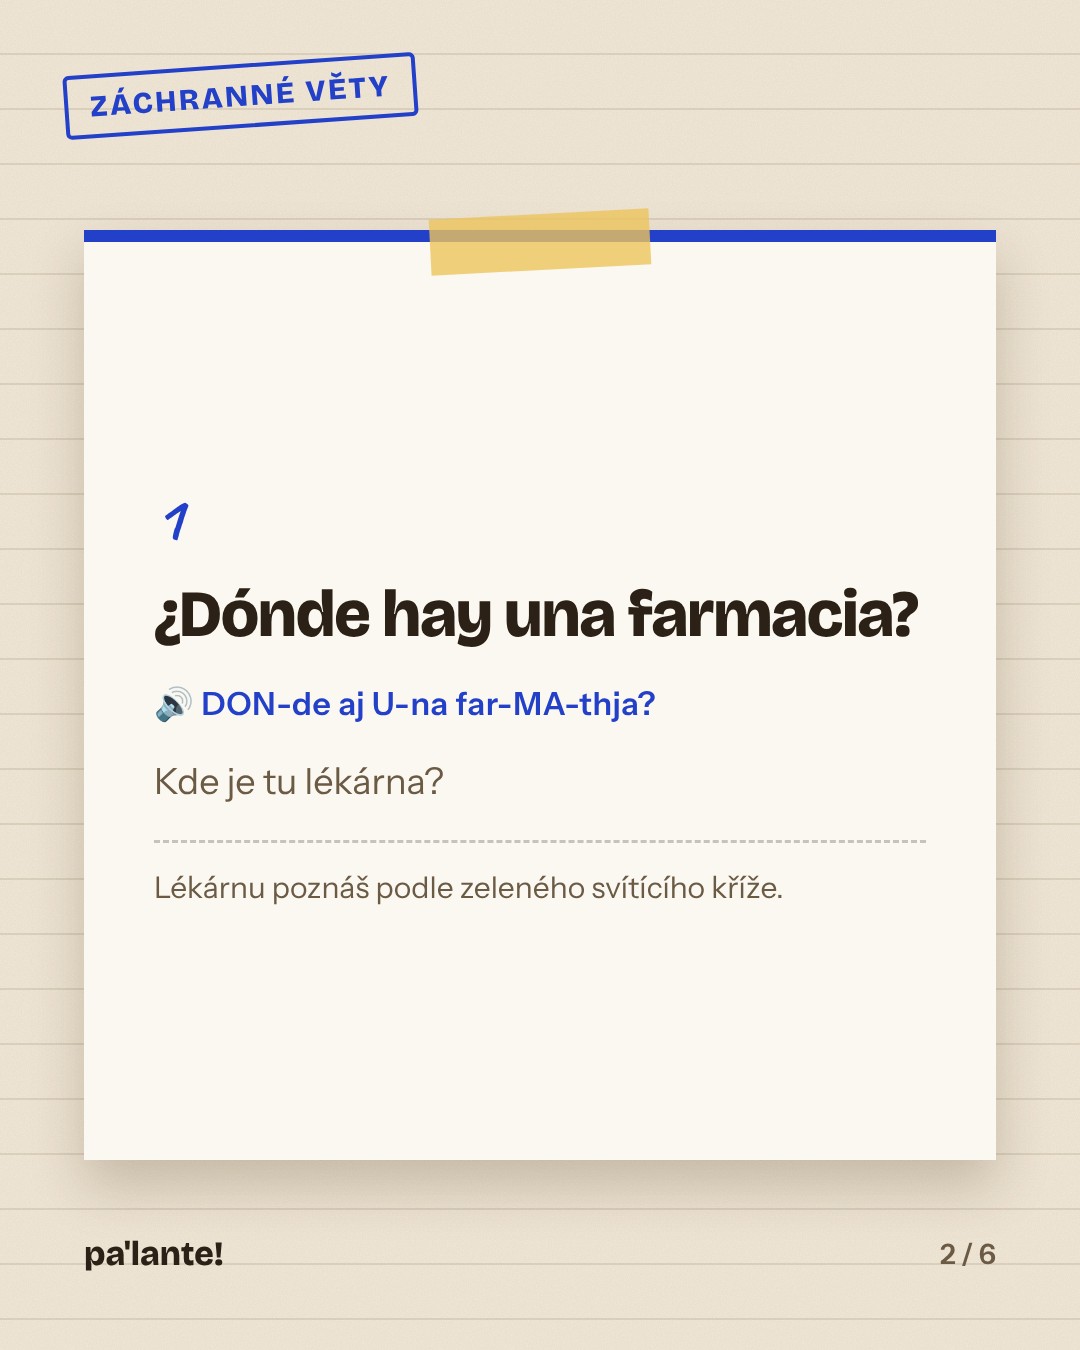 ZÁCHRANNÉ VĚTY
1
¿Dónde hay una farmacia?
🔊 DON-de aj U-na far-MA-thja?
Kde je tu lékárna?
Lékárnu poznáš podle zeleného svítícího kříže.
pa'lante!
2 / 6